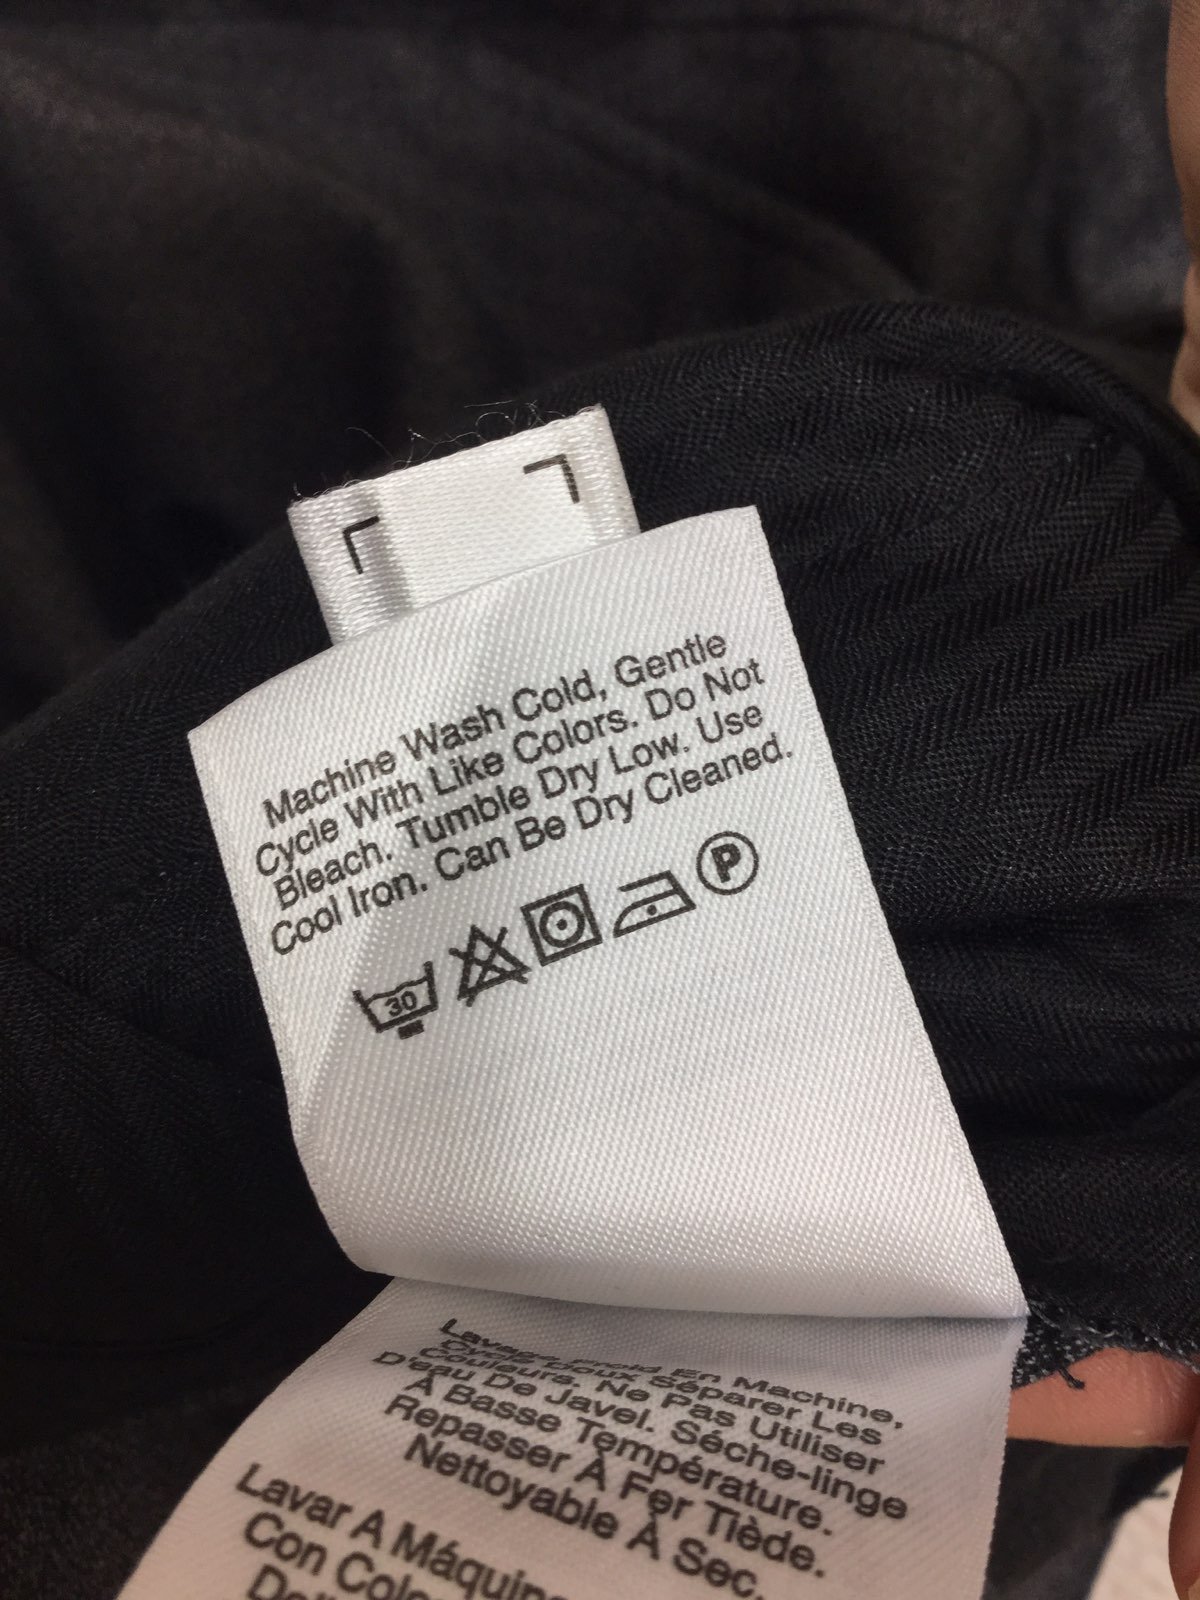 Machine Wash Cold, Gentle
Cycle With Like Colors. Do Not
Bleach. Tumble Dry Low. Use
Cool Iron. Can Be Dry Cleaned.
30
P
Lavage Froid En Machine,
Cycle Doux Séparer Les
Couleurs. Ne Pas Utiliser
D'eau De Javel. Séche-linge
À Basse Température.
Repasser À Fer Tiède.
Nettoyable À Sec.
Lavar A
Con